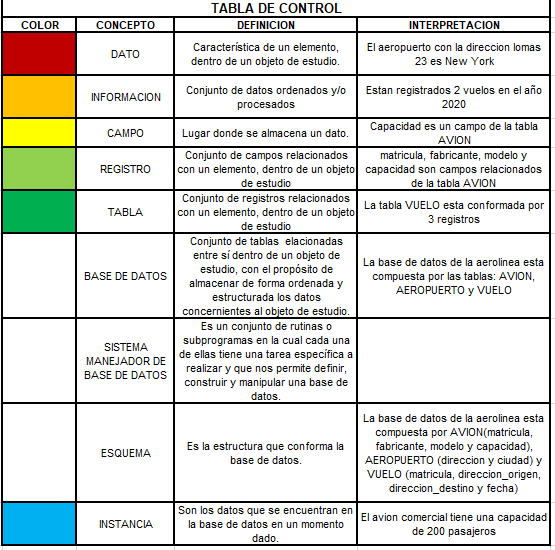 TABLA DE CONTROL
COLOR CONCEPTO DEFINICION INTERPRETACION
DATO
Característica de un elemento,
dentro de un objeto de estudio.
El aeropuerto con la direccion lomas
23 es New York
INFORMACION
Conjunto de datos ordenados y/o
procesados
Estan registrados 2 vuelos en el año
2020
CAMPO
Lugar donde se almacena un dato.
Capacidad es un campo de la tabla
AVION
REGISTRO
Conjunto de campos relacionados
con un elemento, dentro de un objeto
de estudio
matricula, fabricante, modelo y
capacidad son campos relacionados
de la tabla AVION
TABLA
Conjunto de registros relacionados
con un elemento, dentro de un objeto
de estudio
La tabla VUELO esta conformada por
3 registros
BASE DE DATOS
Conjunto de tablas elacionadas
entre sí dentro de un objeto de
estudio, con el propósito de
almacenar de forma ordenada y
estructurada los datos
concernientes al objeto de estudio.
La base de datos de la aerolinea esta
compuesta por las tablas: AVION,
AEROPUERTO y VUELO
SISTEMA
MANEJADOR DE
BASE DE DATOS
Es un conjunto de rutinas o
subprogramas en la cual cada una
de ellas tiene una tarea específica a
realizar y que nos permite definir,
construir y manipular una base de
datos.
ESQUEMA
Es la estructura que conforma la
base de datos.
La base de datos de la aerolinea esta
compuesta por AVION(matricula,
fabricante, modelo y capacidad),
AEROPUERTO (direccion y ciudad) y
VUELO (matricula, direccion_origen,
direccion_destino y fecha)
INSTANCIA
Son los datos que se encuentran en
la base de datos en un momento
dado.
El avion comercial tiene una capacidad
de 200 pasajeros